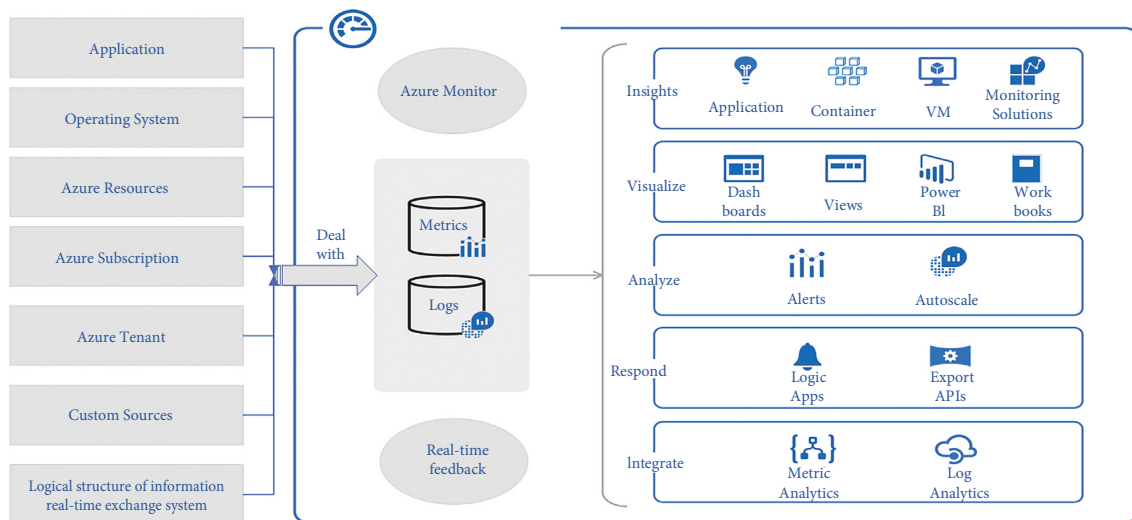 Application
Operating System
Azure Resources
Azure Subscription
Azure Tenant
Custom Sources
Logical structure of information
real-time exchange system
Deal
with
Azure Monitor
Metrics
Logs
Real-time
feedback
Insights
Application
Container
VM
Monitoring
Solutions
Visualize
Dash
boards
Views
Power
Bl
Work
books
Analyze
Alerts
Autoscale
Respond
Logic
Apps
Export
APIs
Integrate
Metric
Analytics
Log
Analytics